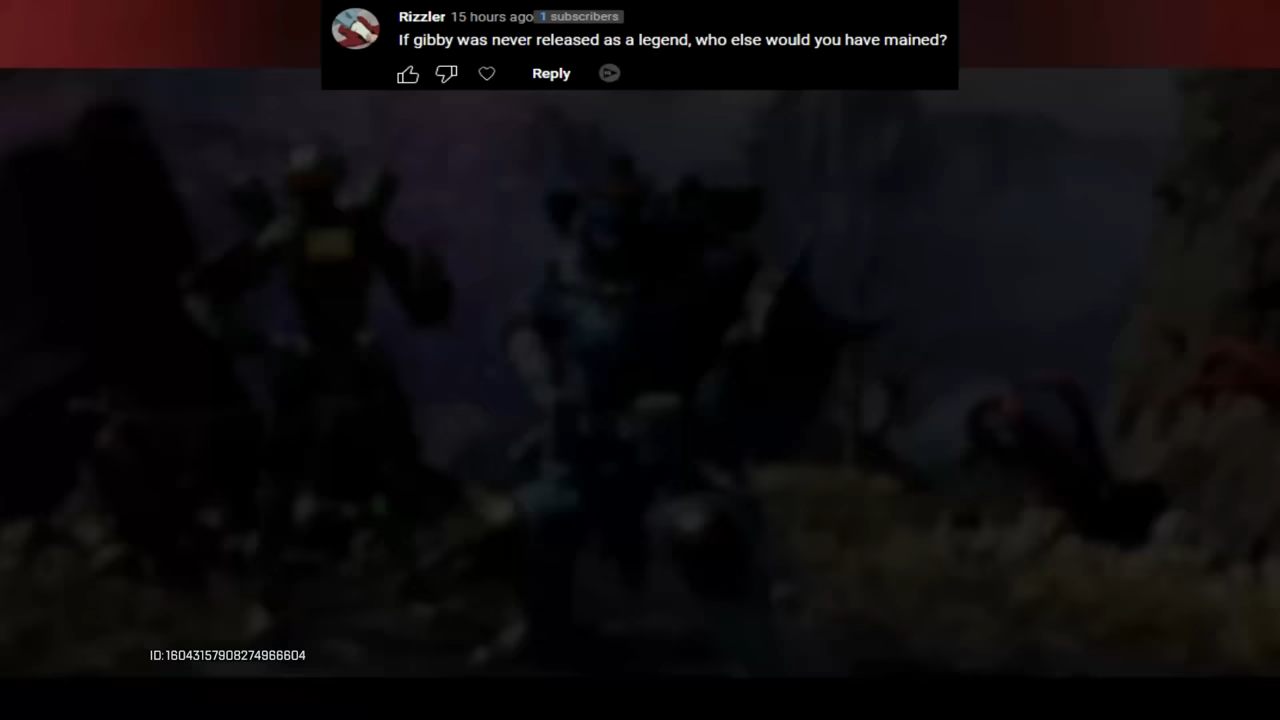 Rizzler 15 hours ago 1 subscribers
If gibby was never released as a legend, who else would you have mained?
Reply
ID:16043157908274966604